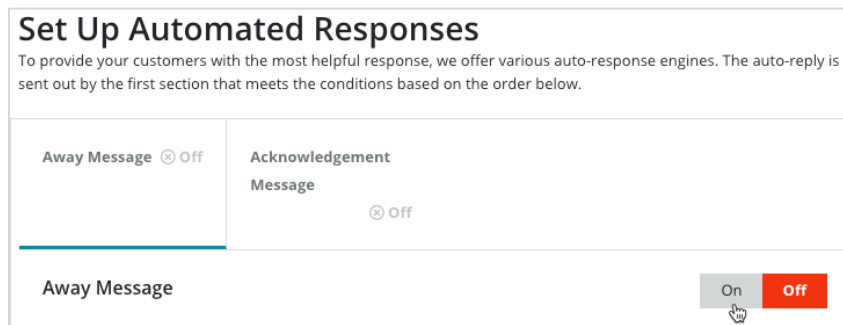 Set Up Automated Responses
To provide your customers with the most helpful response, we offer various auto-response engines. The auto-reply is
sent out by the first section that meets the conditions based on the order below.
Away Message Off
Acknowledgement
Message
Off
Away Message
On Off